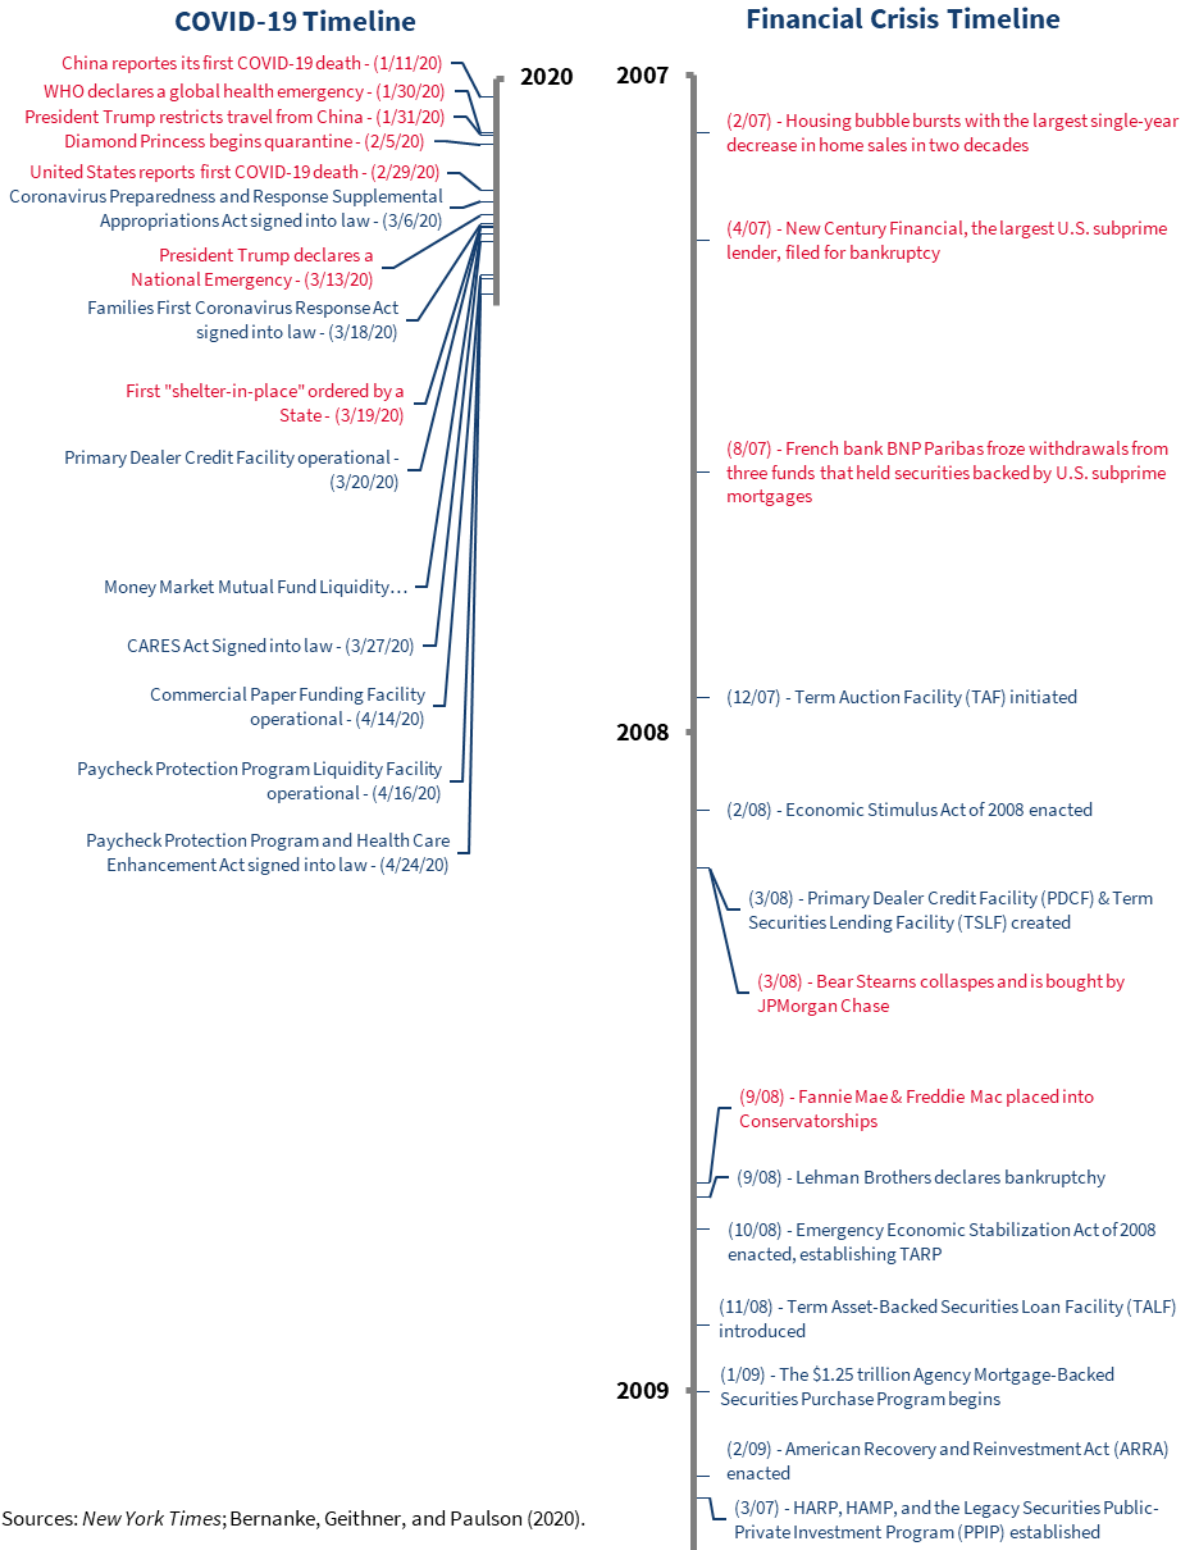 COVID-19 Timeline
China reportes its first COVID-19 death - (1/11/20)
WHO declares a global health emergency - (1/30/20)
President Trump restricts travel from China - (1/31/20)
Diamond Princess begins quarantine - (2/5/20)
United States reports first COVID-19 death - (2/29/20)
Coronavirus Preparedness and Response Supplemental
Appropriations Act signed into law - (3/6/20)
President Trump declares a
National Emergency - (3/13/20)
Families First Coronavirus Response Act
signed into law - (3/18/20)
First "shelter-in-place" ordered by a
State - (3/19/20)
Primary Dealer Credit Facility operational -
(3/20/20)
Money Market Mutual Fund Liquidity...
CARES Act Signed into law - (3/27/20)
Commercial Paper Funding Facility
operational - (4/14/20)
Paycheck Protection Program Liquidity Facility
operational - (4/16/20)
Paycheck Protection Program and Health Care
Enhancement Act signed into law - (4/24/20)
2020
Financial Crisis Timeline
2007
(2/07) - Housing bubble bursts with the largest single-year
decrease in home sales in two decades
(4/07) - New Century Financial, the largest U.S. subprime
lender, filed for bankruptcy
(8/07) - French bank BNP Paribas froze withdrawals from
three funds that held securities backed by U.S. subprime
mortgages
(12/07) - Term Auction Facility (TAF) initiated
2008
(2/08) - Economic Stimulus Act of 2008 enacted
(3/08) - Primary Dealer Credit Facility (PDCF) & Term
Securities Lending Facility (TSLF) created
(3/08) - Bear Stearns collaspes and is bought by
JPMorgan Chase
(9/08) - Fannie Mae & Freddie Mac placed into
Conservatorships
(9/08) - Lehman Brothers declares bankruptchy
(10/08) - Emergency Economic Stabilization Act of 2008
enacted, establishing TARP
(11/08) - Term Asset-Backed Securities Loan Facility (TALF)
introduced
2009
(1/09) - The $1.25 trillion Agency Mortgage-Backed
Securities Purchase Program begins
(2/09) - American Recovery and Reinvestment Act (ARRA)
enacted
(3/07) - HARP, HAMP, and the Legacy Securities Public-
Private Investment Program (PPIP) established
Sources: New York Times; Bernanke, Geithner, and Paulson (2020).